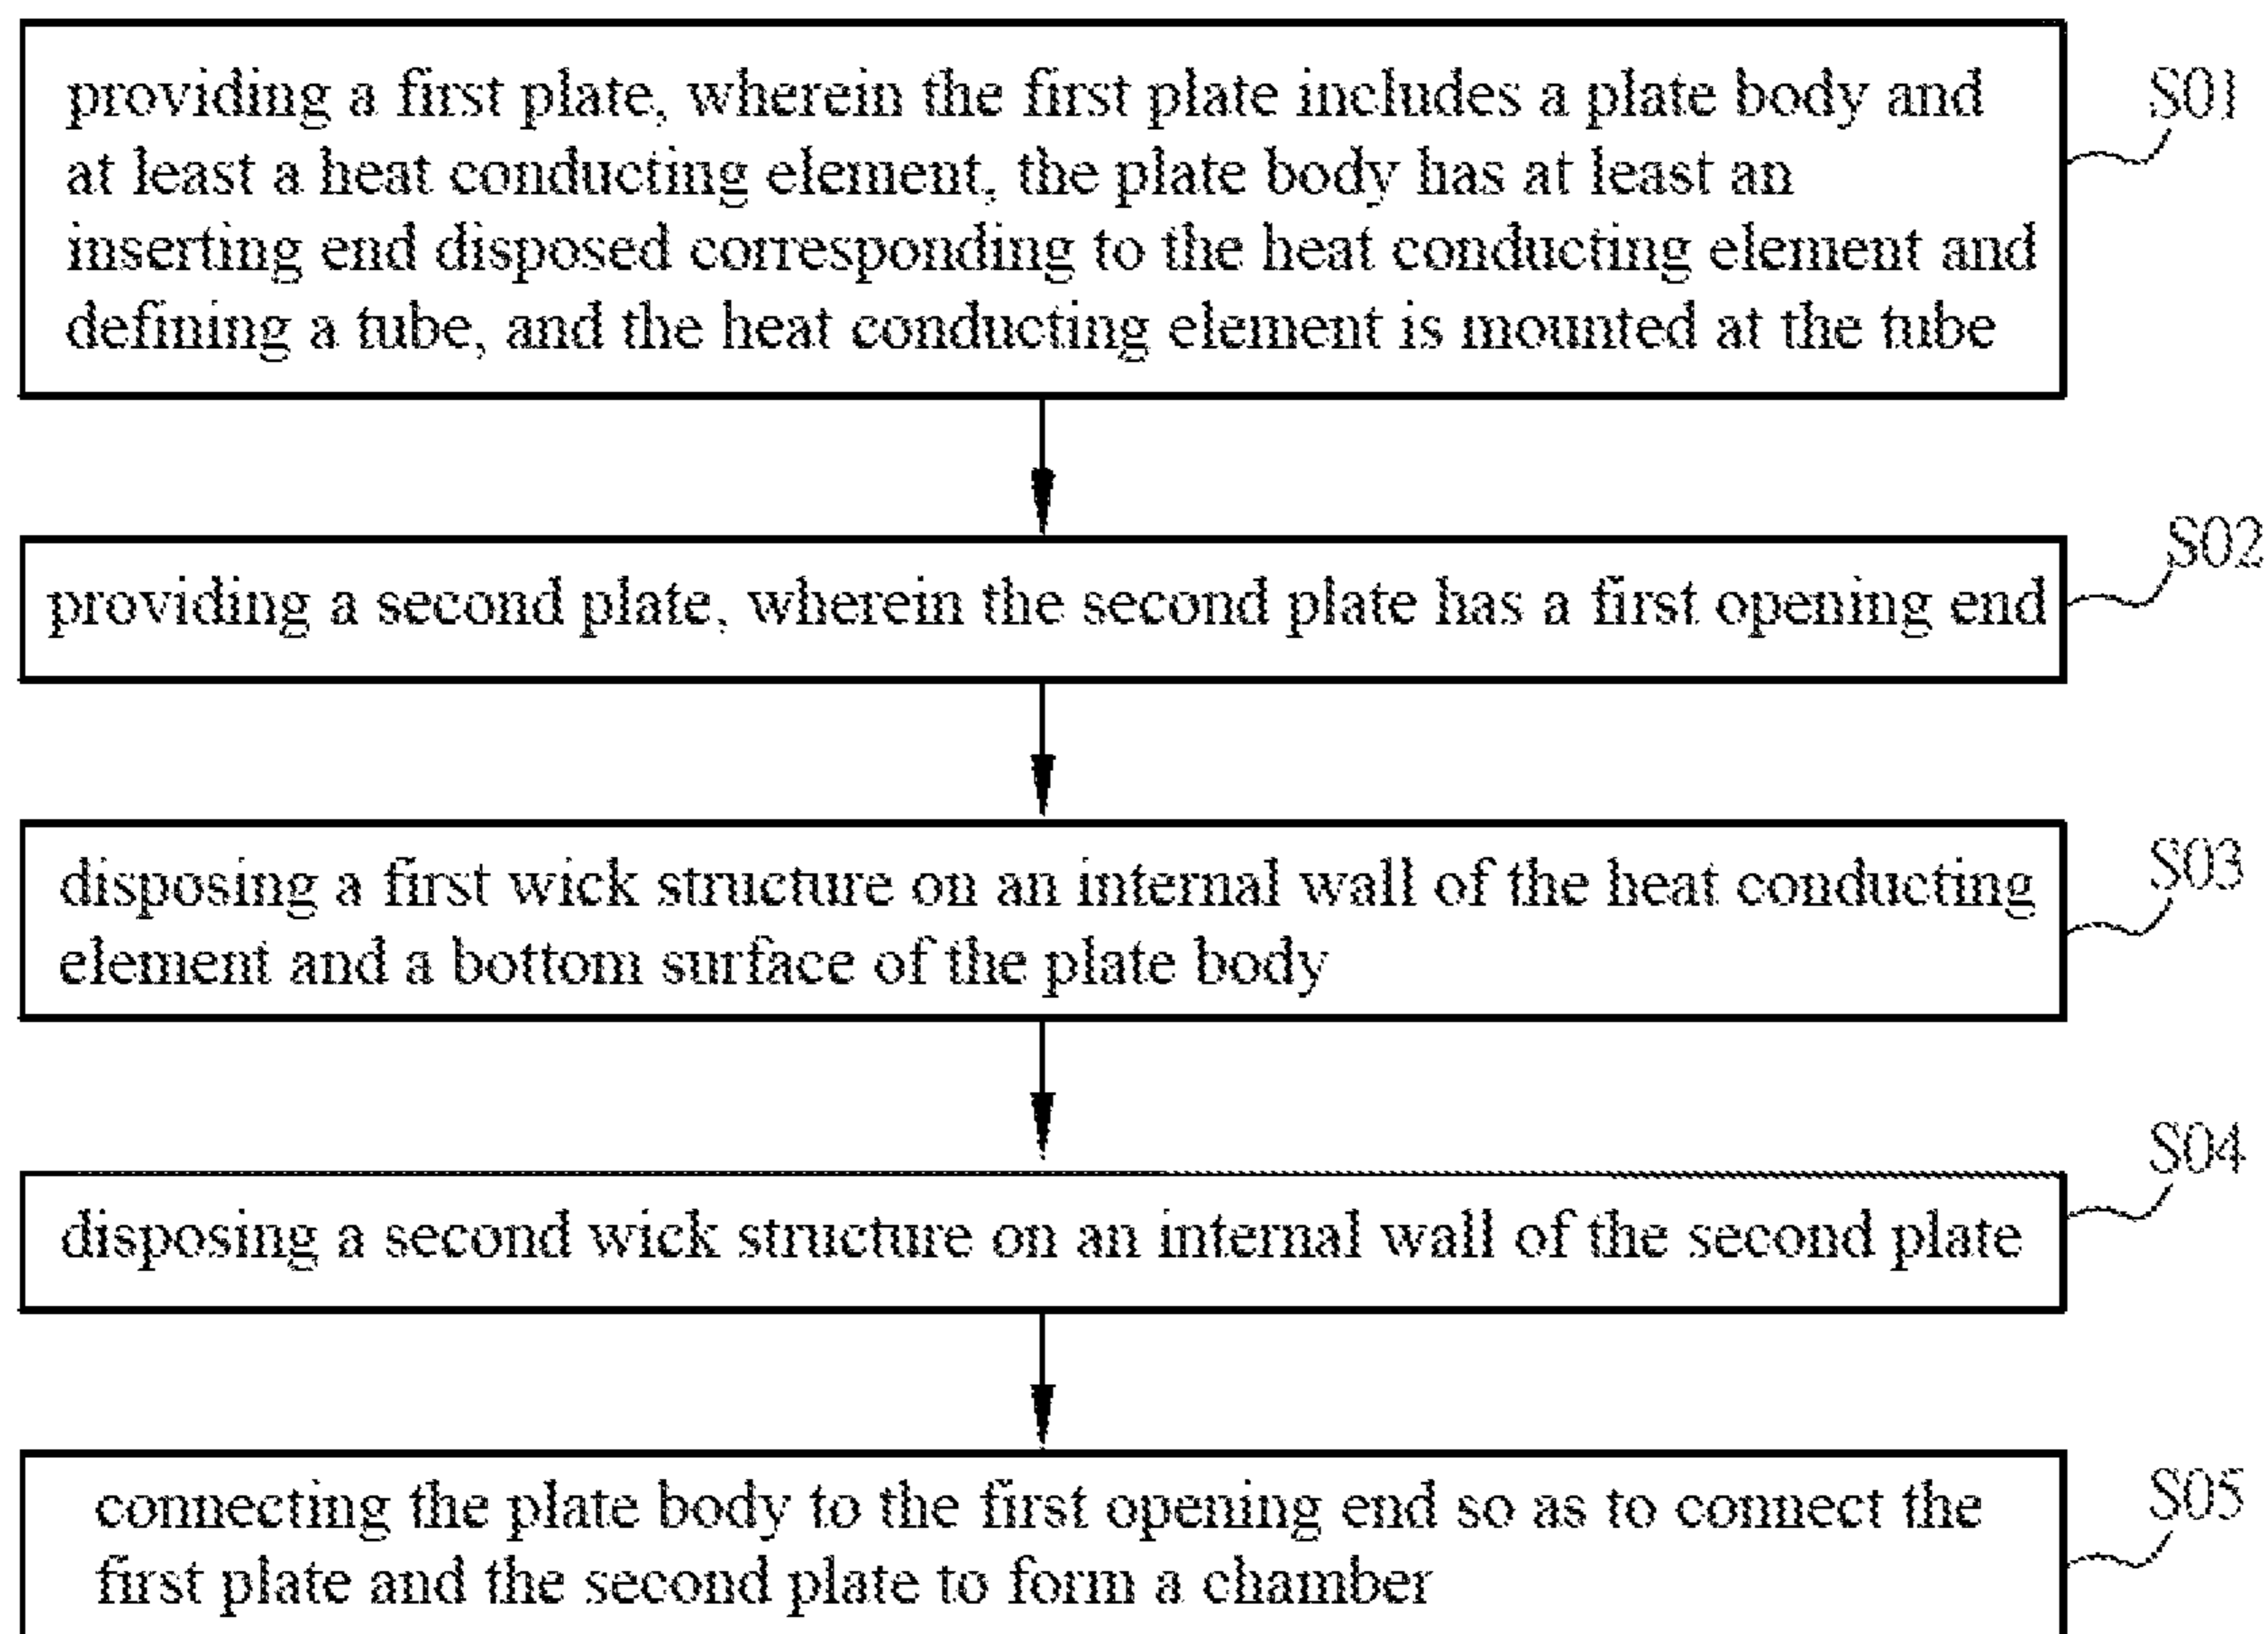 providing a first plate, wherein the first plate includes a plate body and
at least a heat conducting element, the plate body has at least an
inserting end disposed corresponding to the heat conducting element and
defining a tube, and the heat conducting element is mounted at the tube
S01
providing a second plate, wherein the second plate has a first opening end
S02
disposing a first wick structure on an internal wall of the heat conducting
element and a bottom surface of the plate body
S03
disposing a second wick structure on an internal wall of the second plate
S04
connecting the plate body to the first opening end so as to connect the
first plate and the second plate to form a chamber
S05